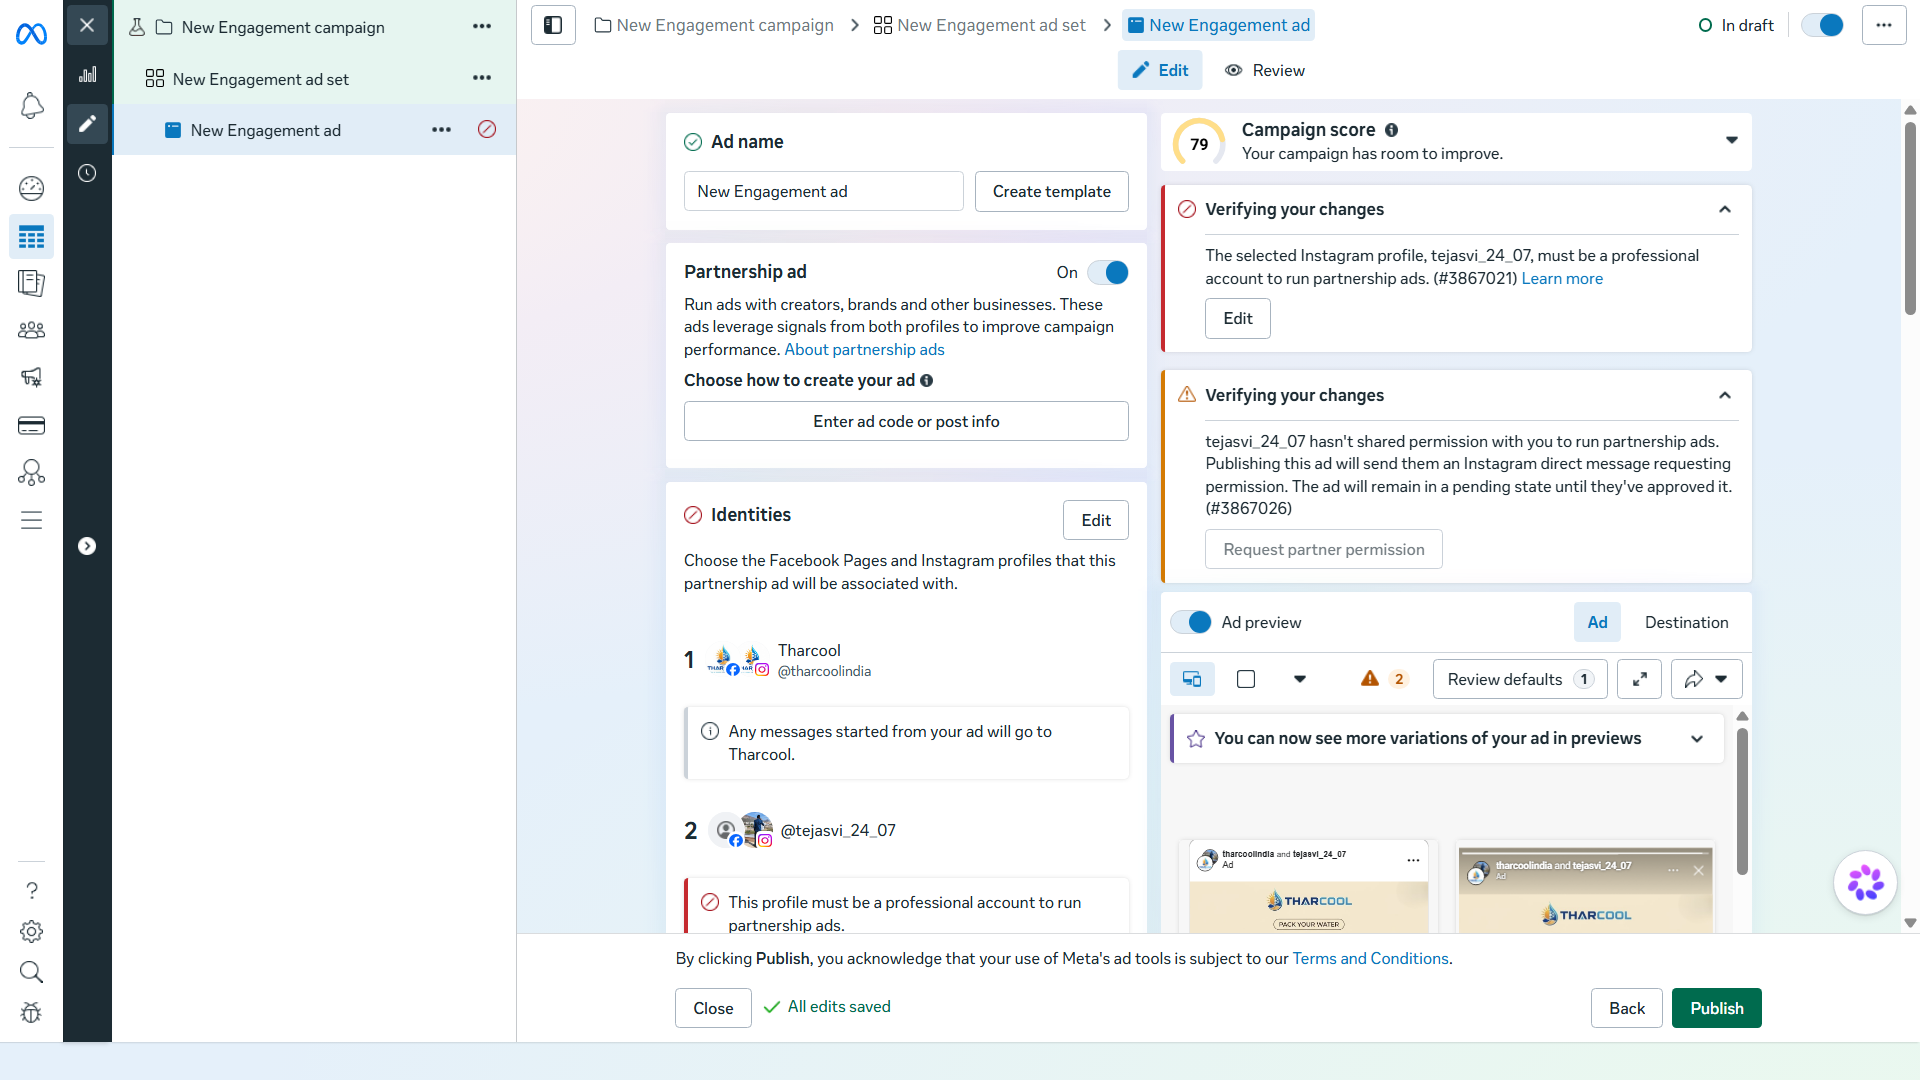 New Engagement campaign
New Engagement ad set
New Engagement ad
New Engagement campaign
New Engagement ad set
New Engagement ad
In draft
Edit
Review
Ad name
New Engagement ad
Create template
Partnership ad
On
Run ads with creators, brands and other businesses. These
ads leverage signals from both profiles to improve campaign
performance. About partnership ads
Choose how to create your ad
Enter ad code or post info
Identities
Edit
Choose the Facebook Pages and Instagram profiles that this
partnership ad will be associated with.
1
Tharcool
@tharcoolindia
Any messages started from your ad will go to
Tharcool.
2
@tejasvi_24_07
This profile must be a professional account to run
partnership ads.
79
Campaign score
Your campaign has room to improve.
Verifying your changes
The selected Instagram profile, tejasvi_24_07, must be a professional
account to run partnership ads. (#3867021) Learn more
Edit
Verifying your changes
tejasvi_24_07 hasn't shared permission with you to run partnership ads.
Publishing this ad will send them an Instagram direct message requesting
permission. The ad will remain in a pending state until they've approved it.
(#3867026)
Request partner permission
Ad preview
Ad
Destination
2
Review defaults 1
You can now see more variations of your ad in previews
tharcoolindia and tejasvi_24_07
Ad
THARCOOL
PACK YOUR WATER
tharcoolindia and tejasvi_24_07
Ad
THARCOOL
By clicking Publish, you acknowledge that your use of Meta's ad tools is subject to our Terms and Conditions.
Close
All edits saved
Back
Publish